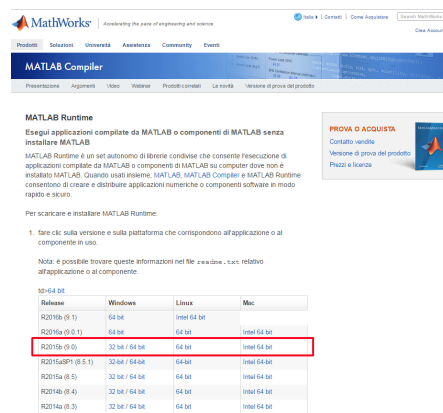 MathWorks
Accelerating the pace of engineering and science
Italia
Contatti
Come Acquistare
Search MathWorks
Crea Account
Prodotti Soluzioni Università Assistenza Community Eventi
MATLAB Compiler
Presentazione Argomenti Video Webinar Prodotti correlati Le novità Versione di prova del prodotto
MATLAB Runtime
Esegui applicazioni compilate da MATLAB o componenti di MATLAB senza
installare MATLAB
MATLAB Runtime è un set autonomo di librerie condivise che consente l'esecuzione di
applicazioni compilate da MATLAB o componenti di MATLAB su computer dove non è
installato MATLAB. Quando usati insieme, MATLAB, MATLAB Compiler e MATLAB Runtime
consentono di creare e distribuire applicazioni numeriche o componenti software in modo
rapido e sicuro.
Per scaricare e installare MATLAB Runtime:
1. fare clic sulla versione e sulla piattaforma che corrispondono all'applicazione o al
componente in uso.
Nota: è possibile trovare queste informazioni nel file readme.txt relativo
all'applicazione o al componente.
td>64 bit
Release Windows Linux Mac
R2016b (9.1) 64 bit Intel 64 bit
R2016a (9.0.1) 64 bit 64 bit Intel 64 bit
R2015b (9.0) 32 bit / 64 bit 64 bit Intel 64 bit
R2015aSP1 (8.5.1) 32-bit / 64-bit 64-bit Intel 64-bit
R2015a (8.5) 32 bit / 64 bit 64 bit Intel 64 bit
R2014b (8.4) 32 bit / 64 bit 64 bit Intel 64 bit
R2014a (8.3) 32 bit / 64 bit 64 bit Intel 64 bit
PROVA O ACQUISTA
Contatto vendite
Versione di prova del prodotto
Prezzi e licenze